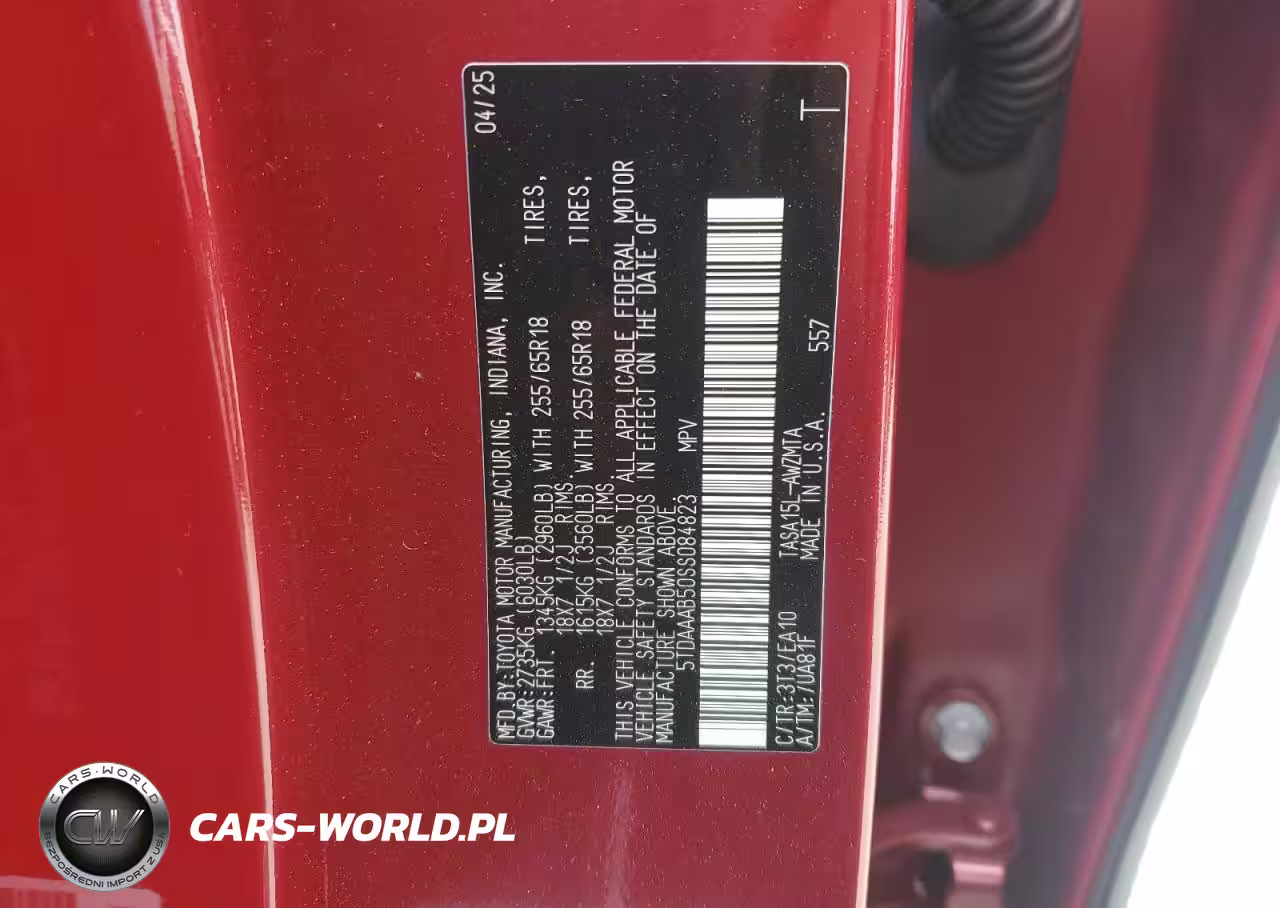 MFD.BY:TOYOTA MOTOR MANUFACTURING, INDIANA, INC. 04/25
GVWR:2735KG (6030LB)
GAWR:FRT. 1345KG (2960LB) WITH 255/65R18 TIRES,
18X7 1/2J RIMS.
RR. 1615KG (3560LB) WITH 255/65R18 TIRES,
18X7 1/2J RIMS.
THIS VEHICLE CONFORMS TO ALL APPLICABLE FEDERAL MOTOR
VEHICLE SAFETY STANDARDS IN EFFECT ON THE DATE OF
MANUFACTURE SHOWN ABOVE.
5TDAAAB50SS084823 MPV
C/TR:3T3/EA10 TASA15L-AWZMTA
A/TM:/UA81F MADE IN U.S.A. 557 T
CARS-WORLD
CW
BEZPOŚREDNI IMPORT Z USA
CARS-WORLD.PL